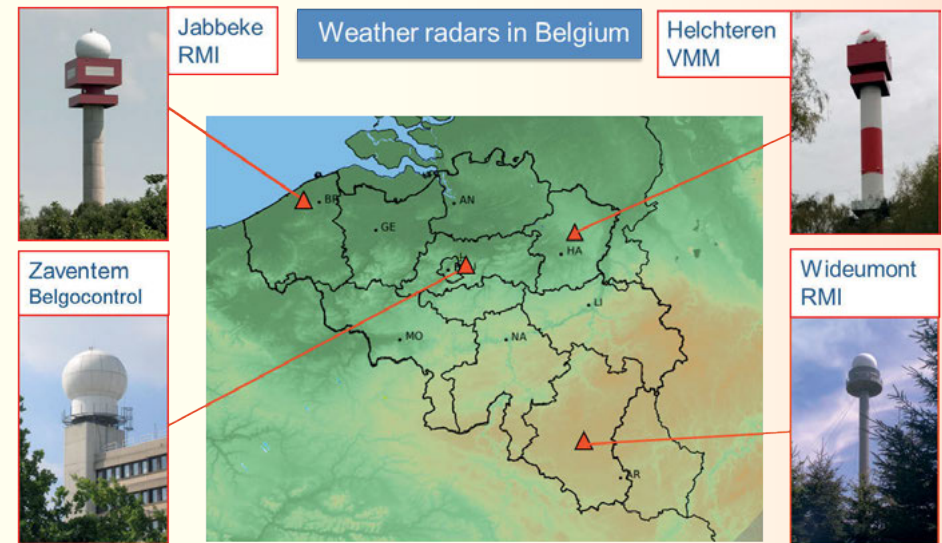 Jabbeke
RMI
Weather radars in Belgium
Helchteren
VMM
Zaventem
Belgocontrol
Wideumont
RMI
BR
GE
AN
HA
LI
MO
NA
AR